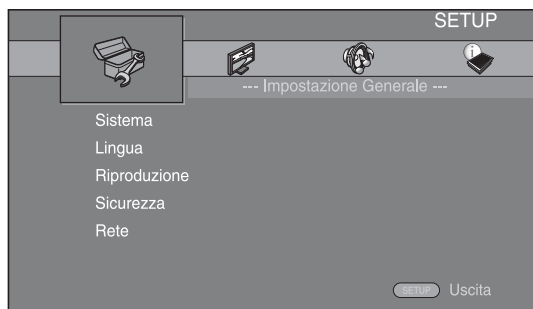 SETUP
--- Impostazione Generale ---
Sistema
Lingua
Riproduzione
Sicurezza
Rete
SETUP Uscita